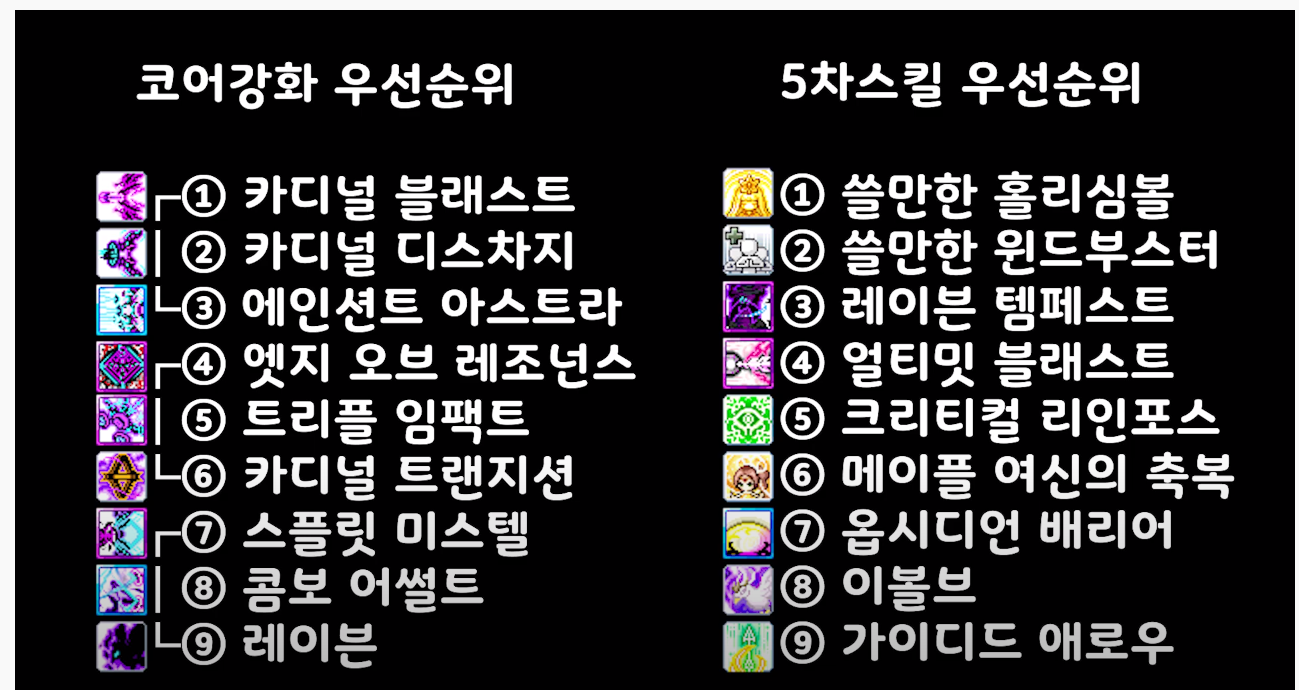 코어강화 우선순위
① 카디널 블래스트
② 카디널 디스차지
③ 에인션트 아스트라
④ 엣지 오브 레조넌스
⑤ 트리플 임팩트
⑥ 카디널 트랜지션
⑦ 스플릿 미스텔
⑧ 콤보 어썰트
⑨ 레이븐
5차스킬 우선순위
① 쓸만한 홀리심볼
② 쓸만한 윈드부스터
③ 레이븐 템페스트
④ 얼티밋 블래스트
⑤ 크리티컬 리인포스
⑥ 메이플 여신의 축복
⑦ 옵시디언 배리어
⑧ 이볼브
⑨ 가이디드 애로우